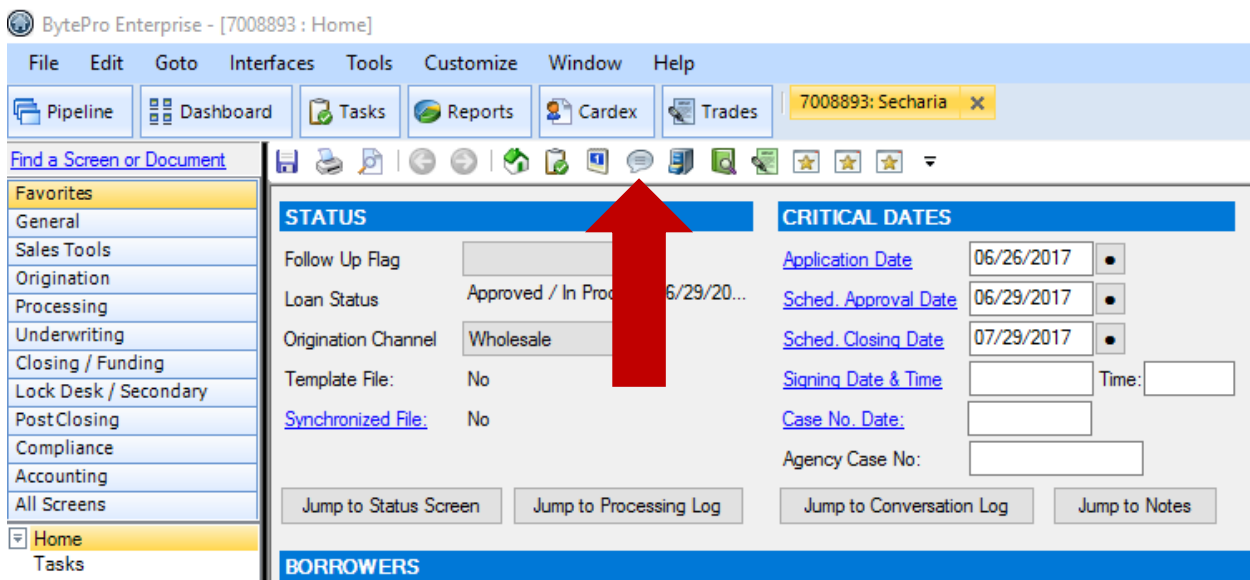 BytePro Enterprise - [7008893 : Home]
File Edit Goto Interfaces Tools Customize Window Help
Pipeline Dashboard Tasks Reports Cardex Trades 7008893: Secharia
Find a Screen or Document
Favorites
General
Sales Tools
Origination
Processing
Underwriting
Closing / Funding
Lock Desk / Secondary
PostClosing
Compliance
Accounting
All Screens
Home
Tasks
STATUS
Follow Up Flag
Loan Status Approved / In Pro 6/29/20...
Origination Channel Wholesale
Template File: No
Synchronized File: No
Jump to Status Screen Jump to Processing Log
CRITICAL DATES
Application Date 06/26/2017
Sched. Approval Date 06/29/2017
Sched. Closing Date 07/29/2017
Signing Date & Time Time:
Case No. Date:
Agency Case No:
Jump to Conversation Log Jump to Notes
BORROWERS